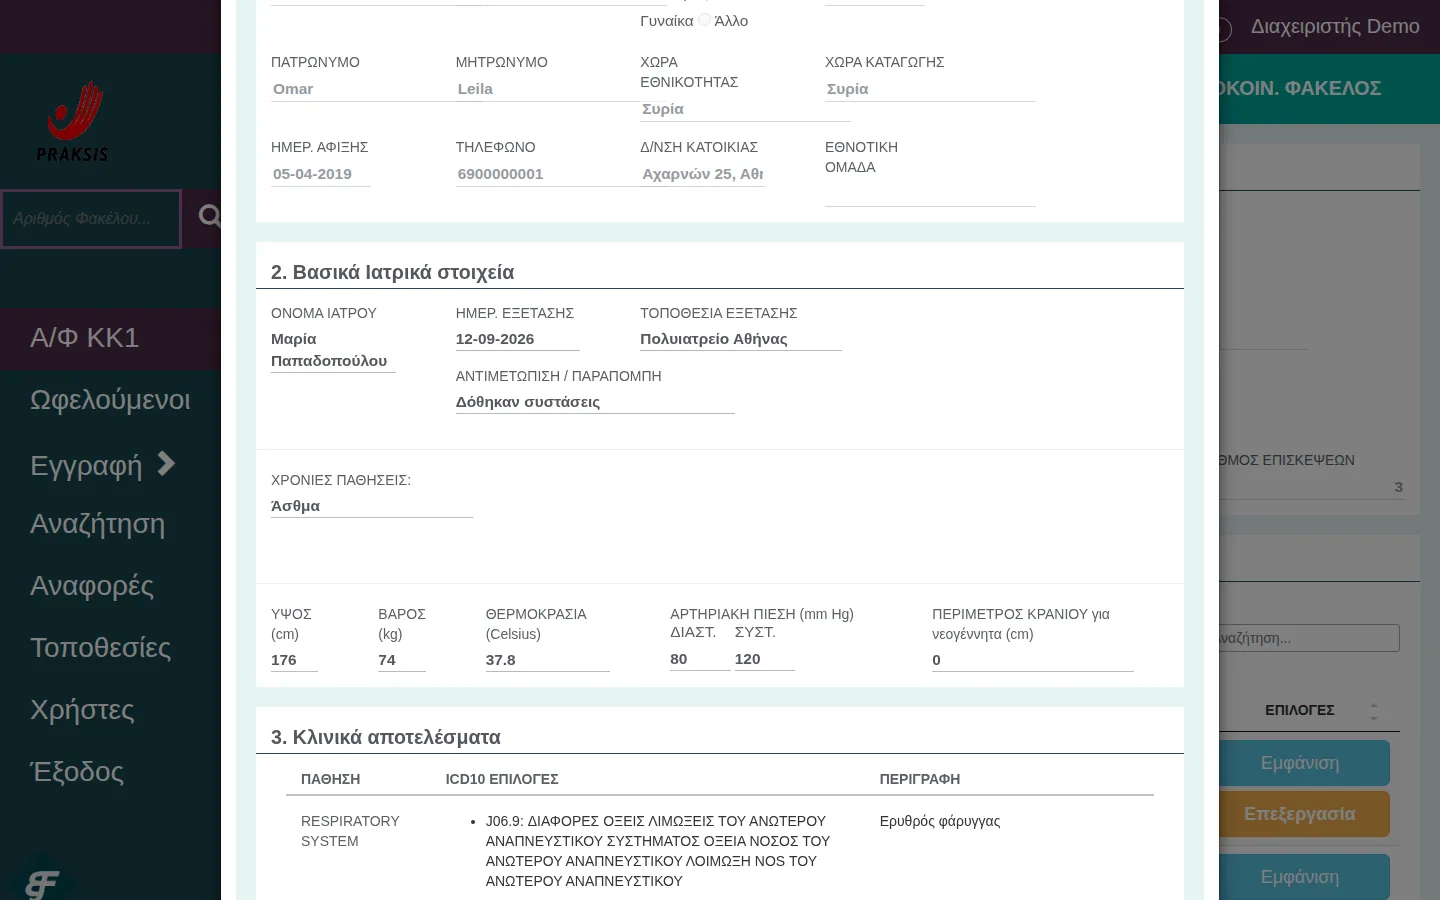 Διαχειριστής Demo
ΦΑΚΕΛΟΣ
PRAKSIS
Αριθμός Φακέλου...
Α/Φ ΚΚ1
Ωφελούμενοι
Εγγραφή
Αναζήτηση
Αναφορές
Τοποθεσίες
Χρήστες
Έξοδος
Γυναίκα Άλλο
ΠΑΤΡΩΝΥΜΟ ΜΗΤΡΩΝΥΜΟ ΧΩΡΑ ΕΘΝΙΚΟΤΗΤΑΣ ΧΩΡΑ ΚΑΤΑΓΩΓΗΣ
Omar Leila Συρία Συρία
ΗΜΕΡ. ΑΦΙΞΗΣ ΤΗΛΕΦΩΝΟ Δ/ΝΣΗ ΚΑΤΟΙΚΙΑΣ ΕΘΝΟΤΙΚΗ ΟΜΑΔΑ
05-04-2019 6900000001 Αχαρνών 25, Αθη
2. Βασικά Ιατρικά στοιχεία
ΟΝΟΜΑ ΙΑΤΡΟΥ ΗΜΕΡ. ΕΞΕΤΑΣΗΣ ΤΟΠΟΘΕΣΙΑ ΕΞΕΤΑΣΗΣ
Μαρία Παπαδοπούλου 12-09-2026 Πολυιατρείο Αθήνας
ΑΝΤΙΜΕΤΩΠΙΣΗ / ΠΑΡΑΠΟΜΠΗ
Δόθηκαν συστάσεις
ΧΡΟΝΙΕΣ ΠΑΘΗΣΕΙΣ:
Άσθμα
ΥΨΟΣ (cm) ΒΑΡΟΣ (kg) ΘΕΡΜΟΚΡΑΣΙΑ (Celsius) ΑΡΤΗΡΙΑΚΗ ΠΙΕΣΗ (mm Hg) ΔΙΑΣΤ. ΣΥΣΤ. ΠΕΡΙΜΕΤΡΟΣ ΚΡΑΝΙΟΥ για νεογέννητα (cm)
176 74 37.8 80 120 0
3. Κλινικά αποτελέσματα
ΠΑΘΗΣΗ ICD10 ΕΠΙΛΟΓΕΣ ΠΕΡΙΓΡΑΦΗ
RESPIRATORY SYSTEM
J06.9: ΔΙΑΦΟΡΕΣ ΟΞΕΙΣ ΛΙΜΩΞΕΙΣ ΤΟΥ ΑΝΩΤΕΡΟΥ
ΑΝΑΠΝΕΥΣΤΙΚΟΥ ΣΥΣΤΗΜΑΤΟΣ ΟΞΕΙΑ ΝΟΣΟΣ ΤΟΥ
ΑΝΩΤΕΡΟΥ ΑΝΑΠΝΕΥΣΤΙΚΟΥ ΛΟΙΜΩΞΗ NOS ΤΟΥ
ΑΝΩΤΕΡΟΥ ΑΝΑΠΝΕΥΣΤΙΚΟΥ
Ερυθρός φάρυγγας
ΕΠΙΣΚΕΨΕΩΝ
3
ΕΠΙΛΟΓΕΣ
Εμφάνιση
Επεξεργασία
Εμφάνιση